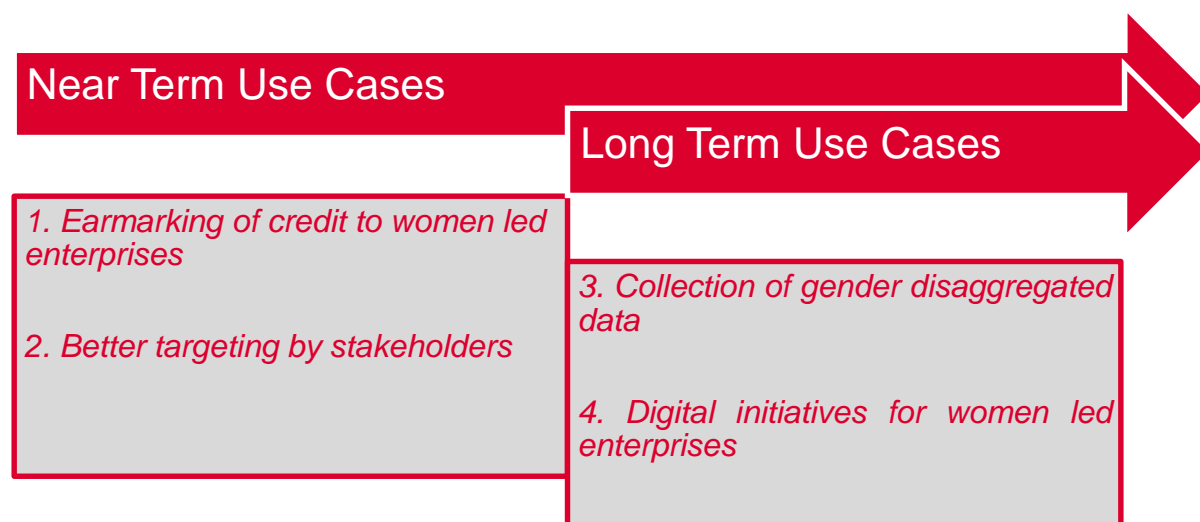 Near Term Use Cases
Long Term Use Cases
1. Earmarking of credit to women led
enterprises
2. Better targeting by stakeholders
3. Collection of gender disaggregated
data
4. Digital initiatives for women led
enterprises